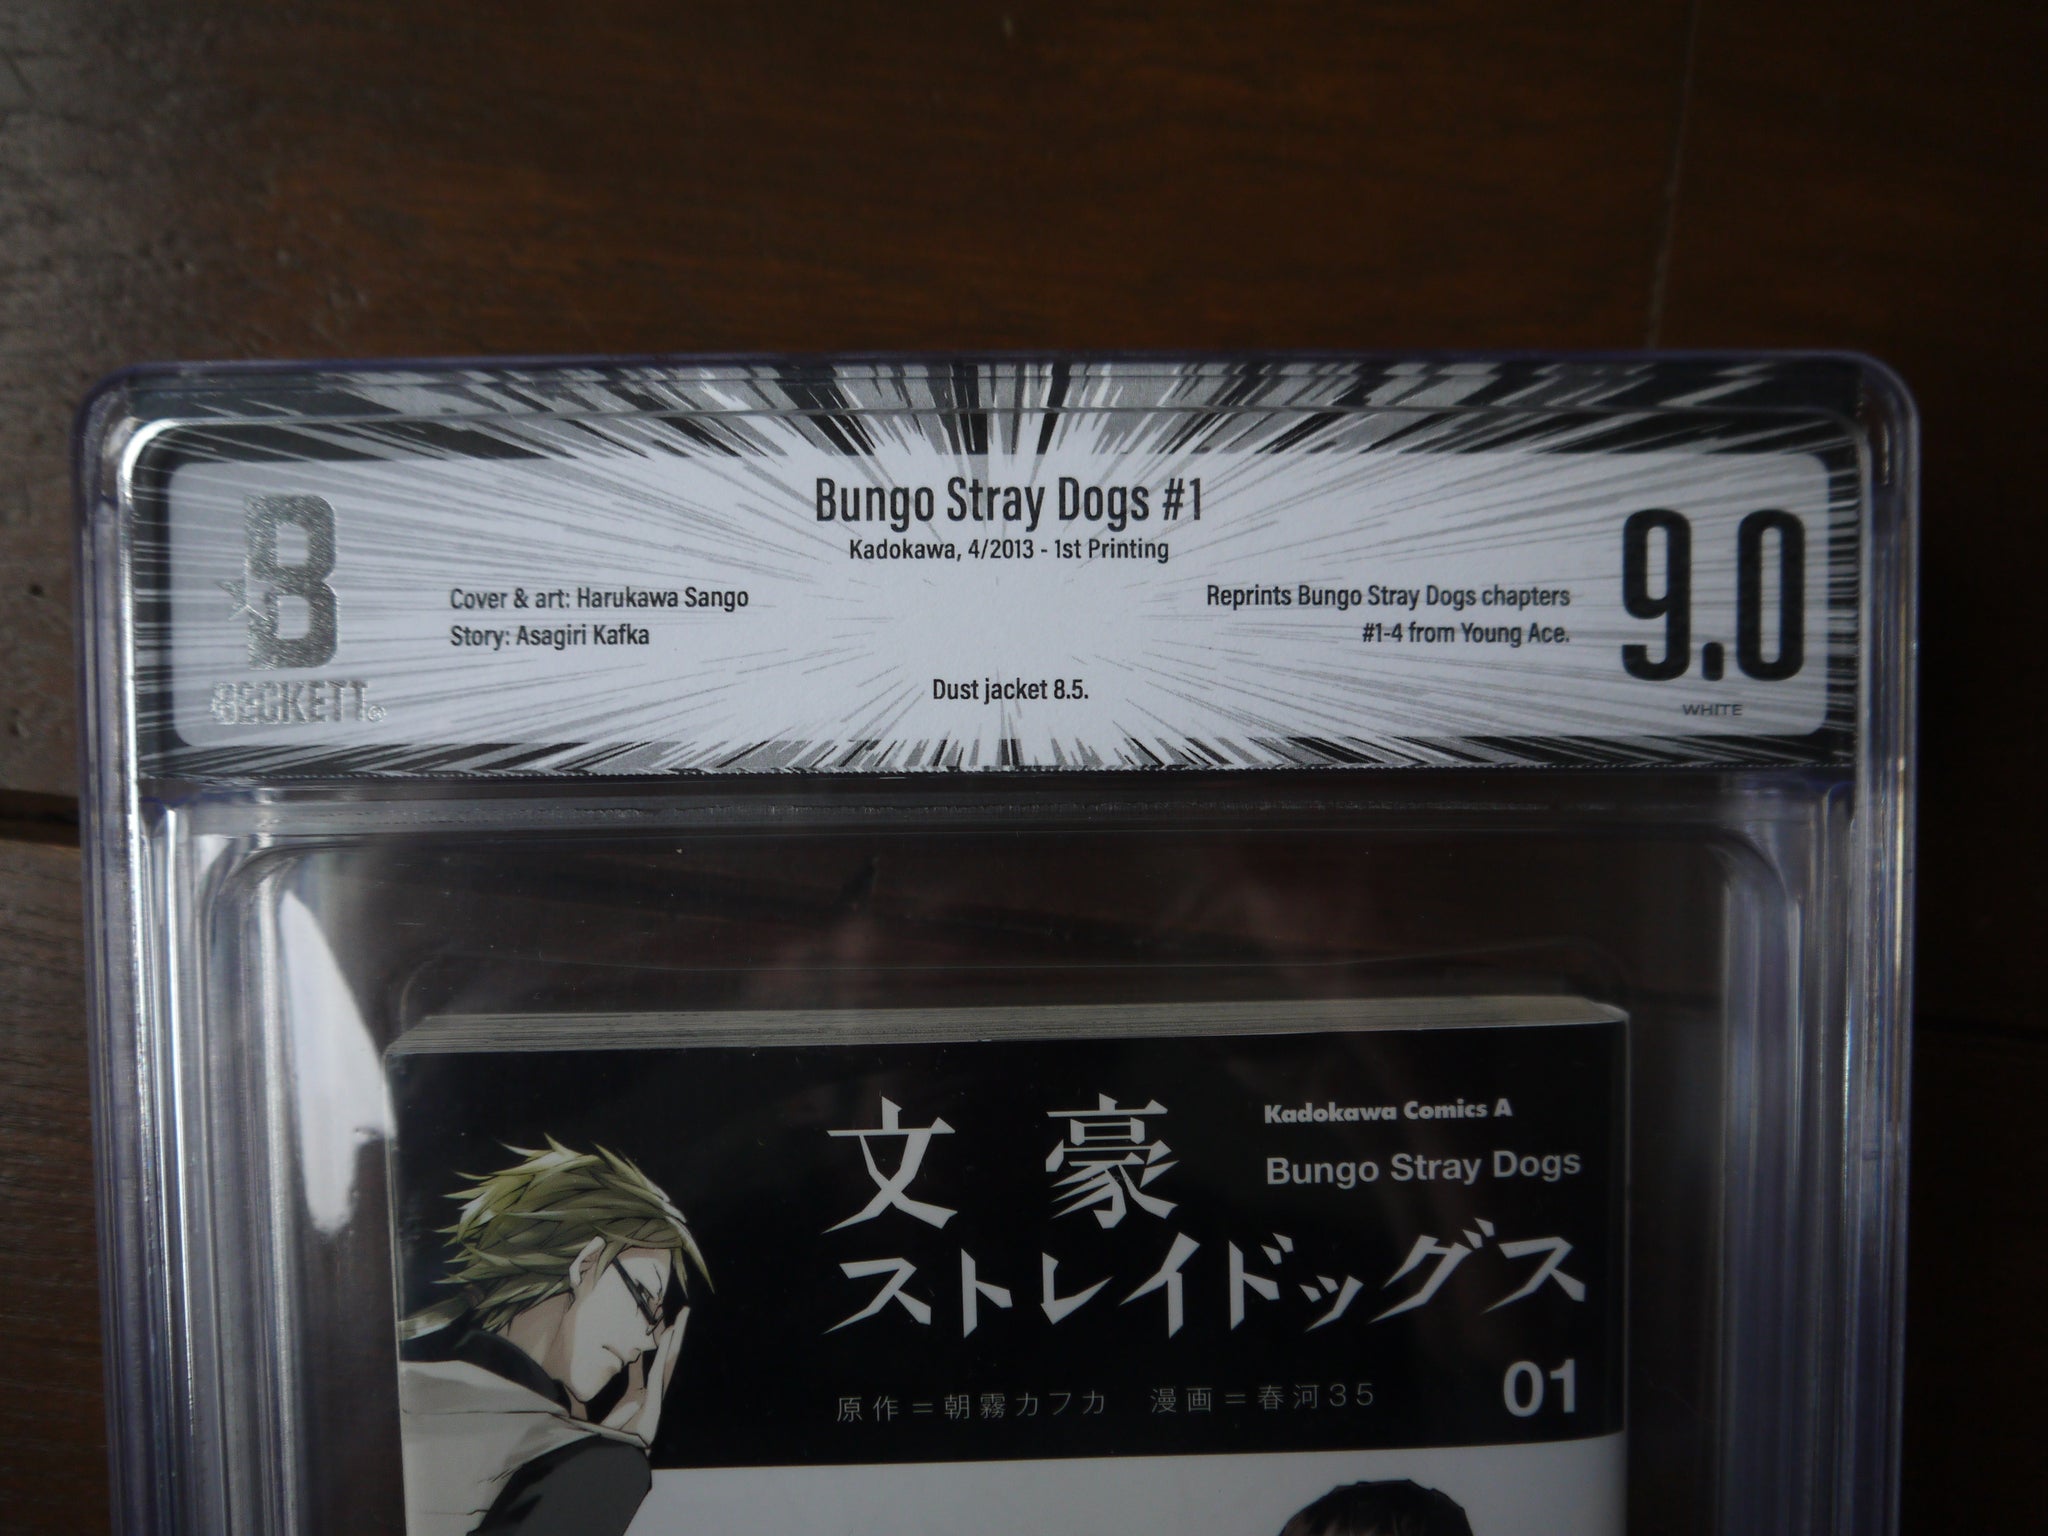 Bungo Stray Dogs #1
Kadokawa, 4/2013 - 1st Printing
B
BECKETT®
Cover & art: Harukawa Sango
Story: Asagiri Kafka
Reprints Bungo Stray Dogs chapters
#1-4 from Young Ace.
Dust jacket 8.5.
9.0
WHITE
Kadokawa Comics A
Bungo Stray Dogs
文豪
ストレイドッグス
01
原作=朝霧カフカ 漫画=春河35